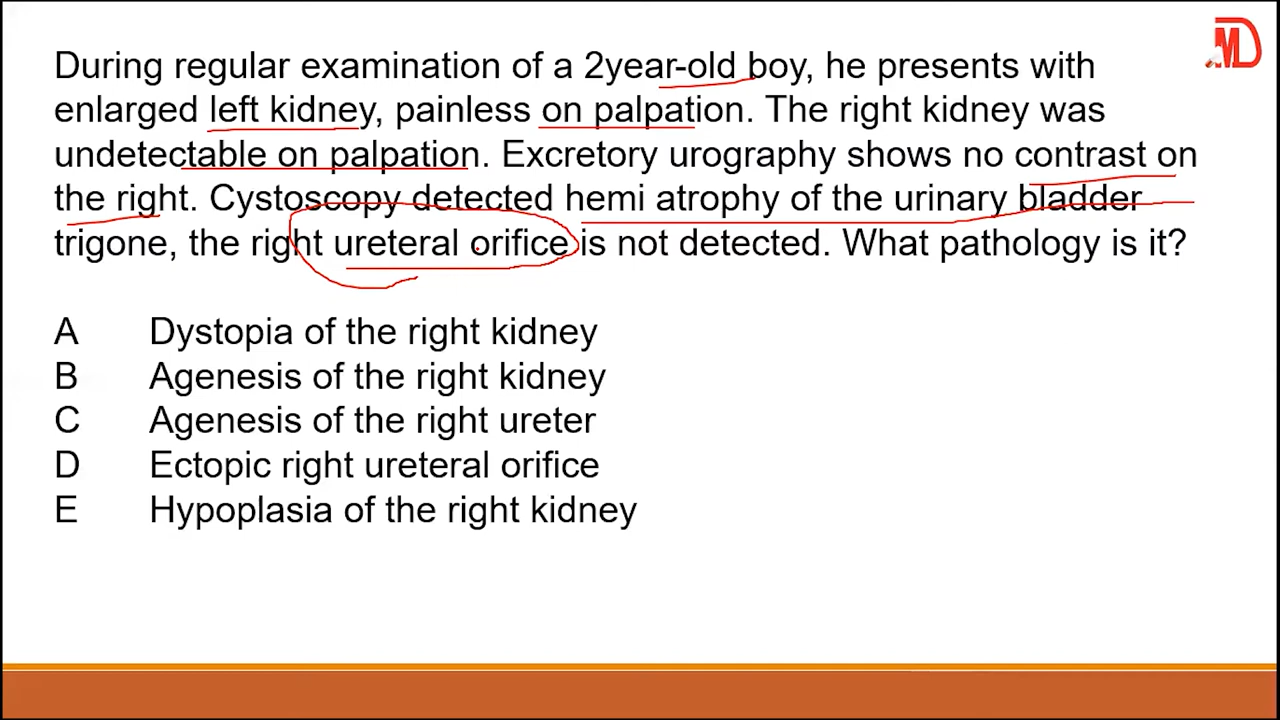 MD
During regular examination of a 2year-old boy, he presents with
enlarged left kidney, painless on palpation. The right kidney was
undetectable on palpation. Excretory urography shows no contrast on
the right. Cystoscopy detected hemi atrophy of the urinary bladder
trigone, the right ureteral orifice is not detected. What pathology is it?
A Dystopia of the right kidney
B Agenesis of the right kidney
C Agenesis of the right ureter
D Ectopic right ureteral orifice
E Hypoplasia of the right kidney